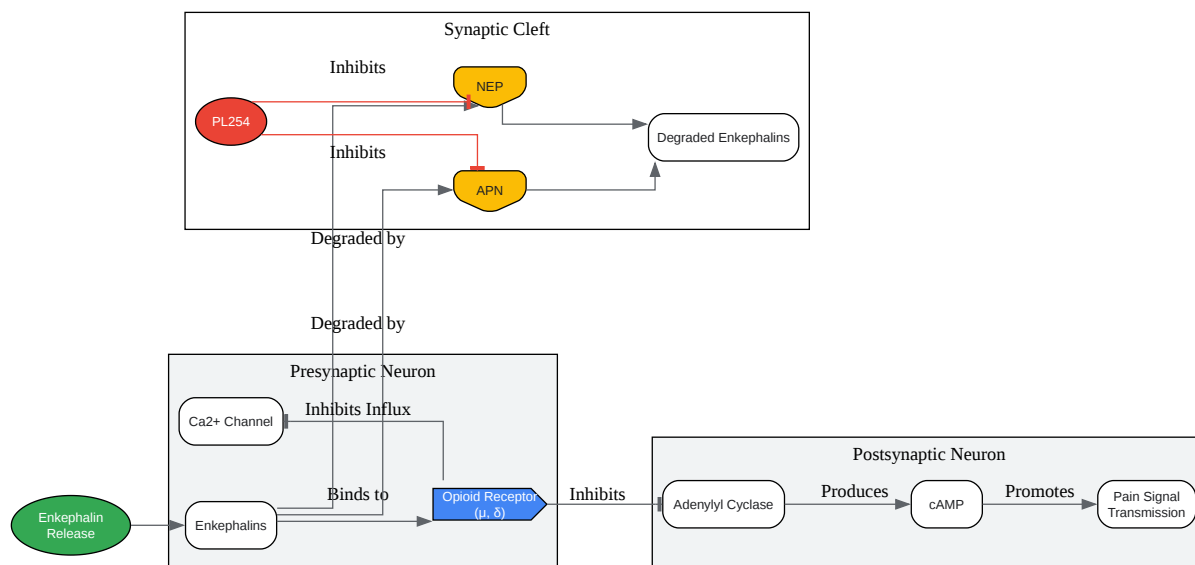 Synaptic Cleft
Inhibits
NEP
PL254
Degraded Enkephalins
Inhibits
APN
Degraded by
Degraded by
Presynaptic Neuron
Ca2+ Channel
Inhibits Influx
Postsynaptic Neuron
Binds to
Opioid Receptor
(μ, δ)
Inhibits
Adenylyl Cyclase
Produces
cAMP
Promotes
Pain Signal
Transmission
Enkephalin
Release
Enkephalins